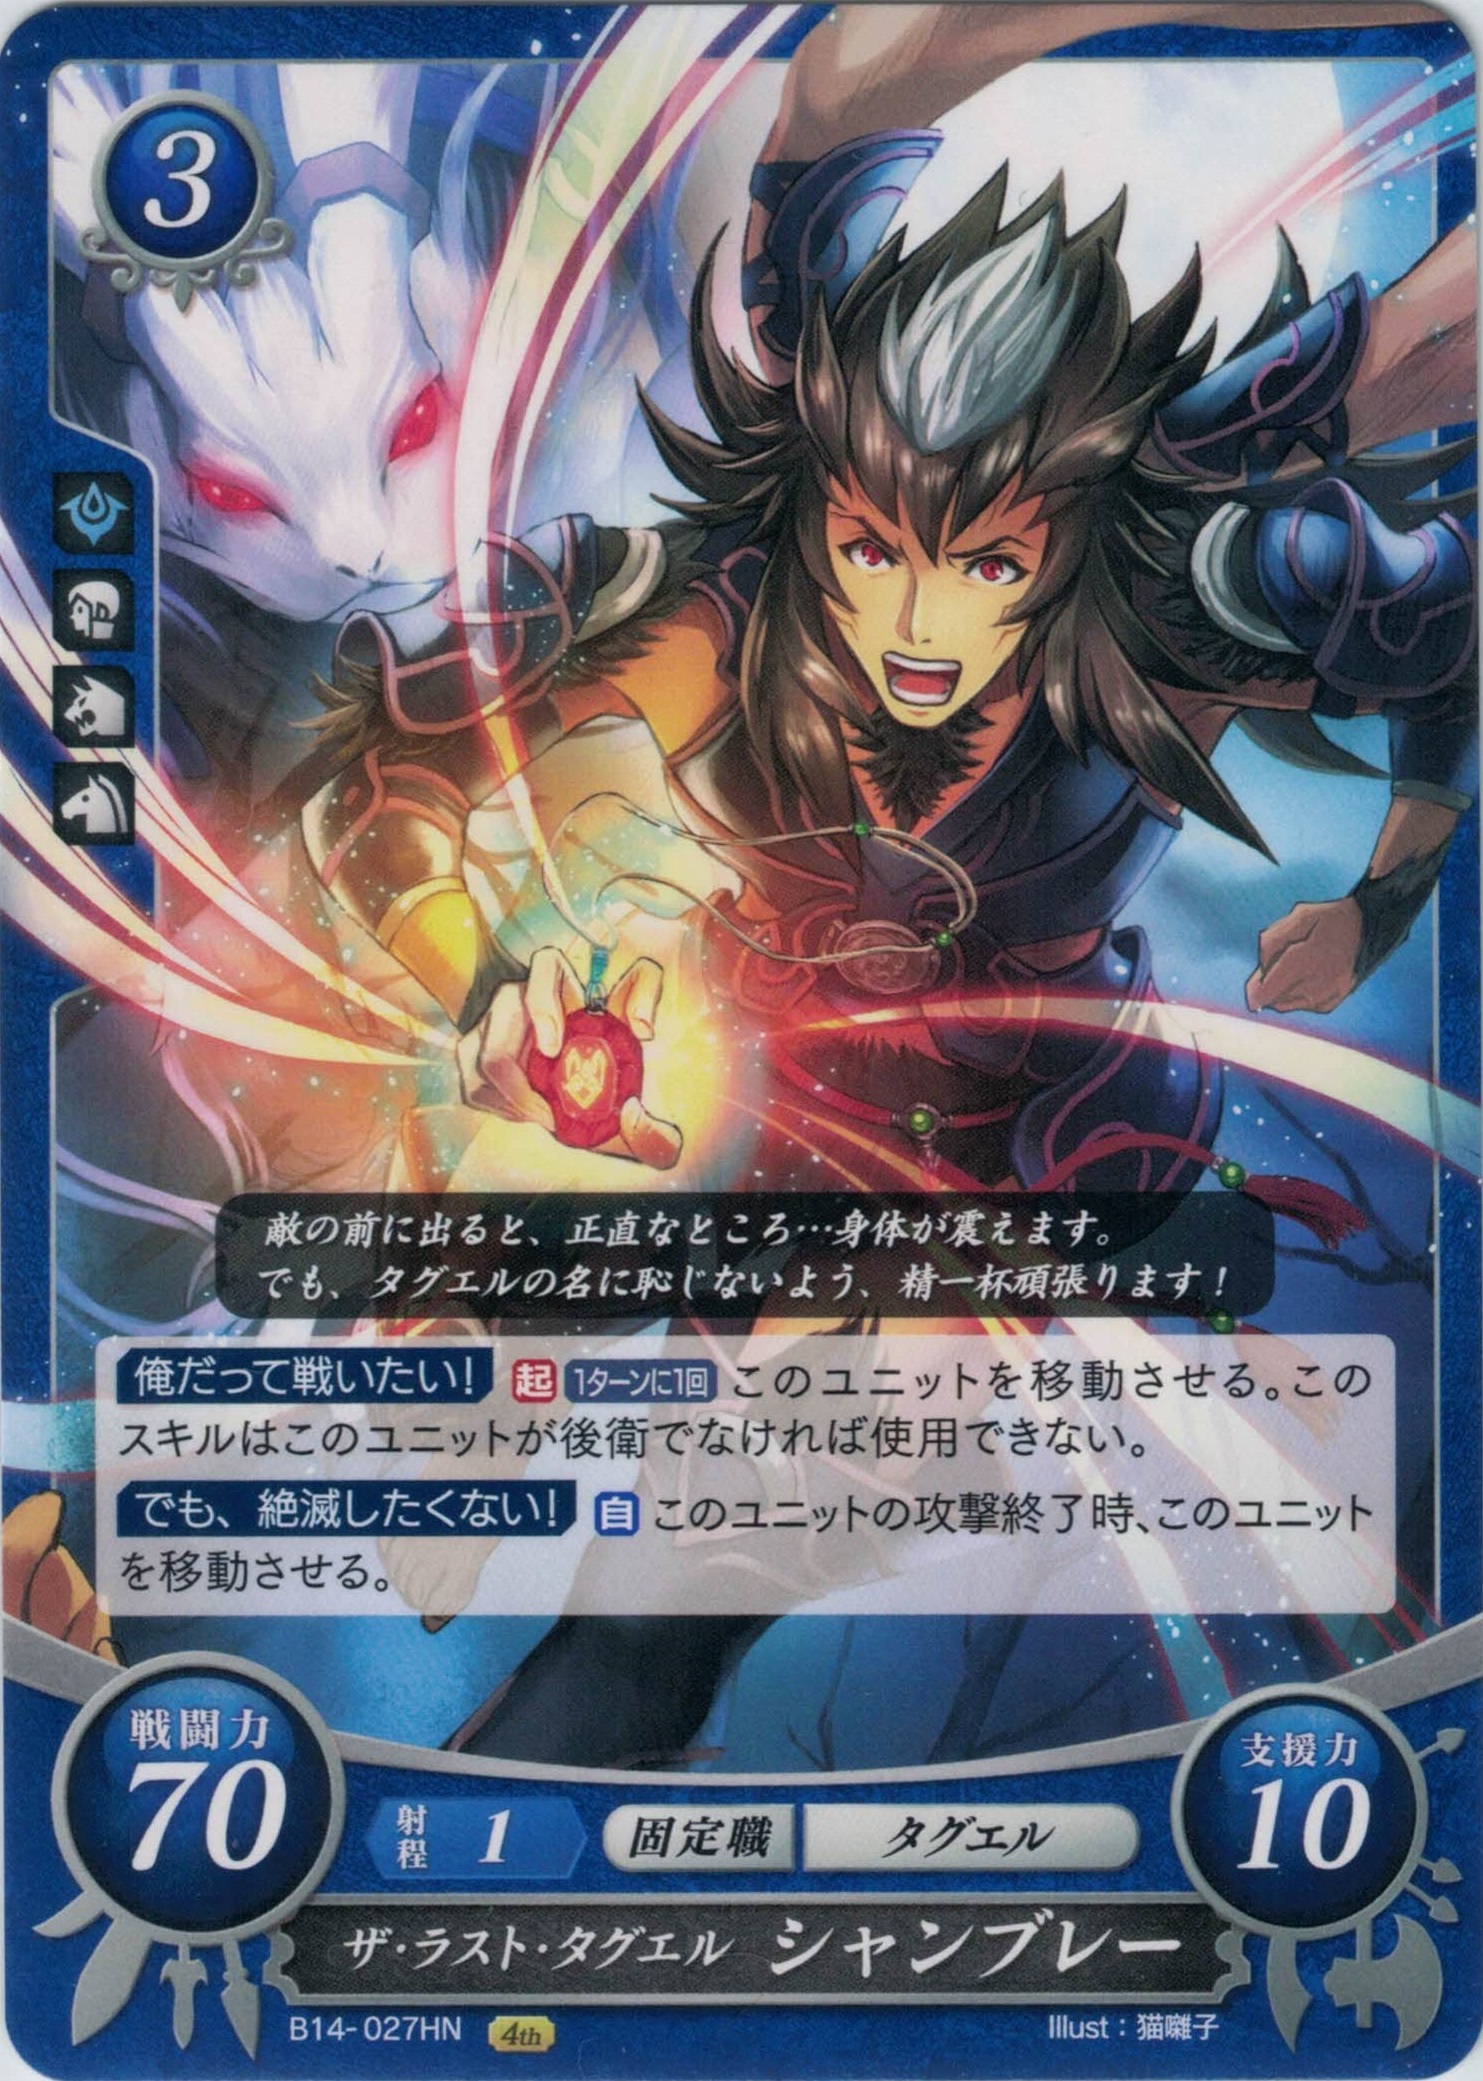 3
敵の前に出ると、正直なところ…身体が震えます。
でも、タグエルの名に恥じないよう、精一杯頑張ります！
俺だって戦いたい！ 起 1ターンに1回 このユニットを移動させる。この
スキルはこのユニットが後衛でなければ使用できない。
でも、絶滅したくない！ 自 このユニットの攻撃終了時、このユニット
を移動させる。
戦闘力
70
射程 1
固定職 タグエル
支援力
10
ザ・ラスト・タグエル シャンブレー
B14-027HN 4th
Illust：猫囃子